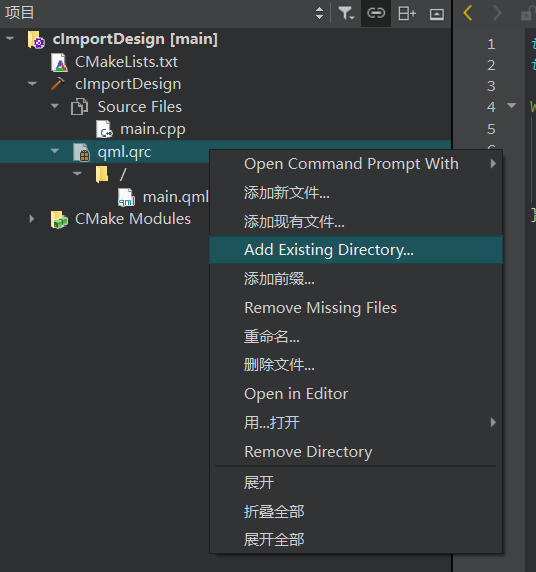 项目
cImportDesign [main]
CMakeLists.txt
cImportDesign
Source Files
main.cpp
qml.qrc
/
main.qml
CMake Modules
Open Command Prompt With
添加新文件...
添加现有文件...
Add Existing Directory...
添加前缀...
Remove Missing Files
重命名...
删除文件...
Open in Editor
用...打开
Remove Directory
展开
折叠全部
展开全部
1
2
3
4
5